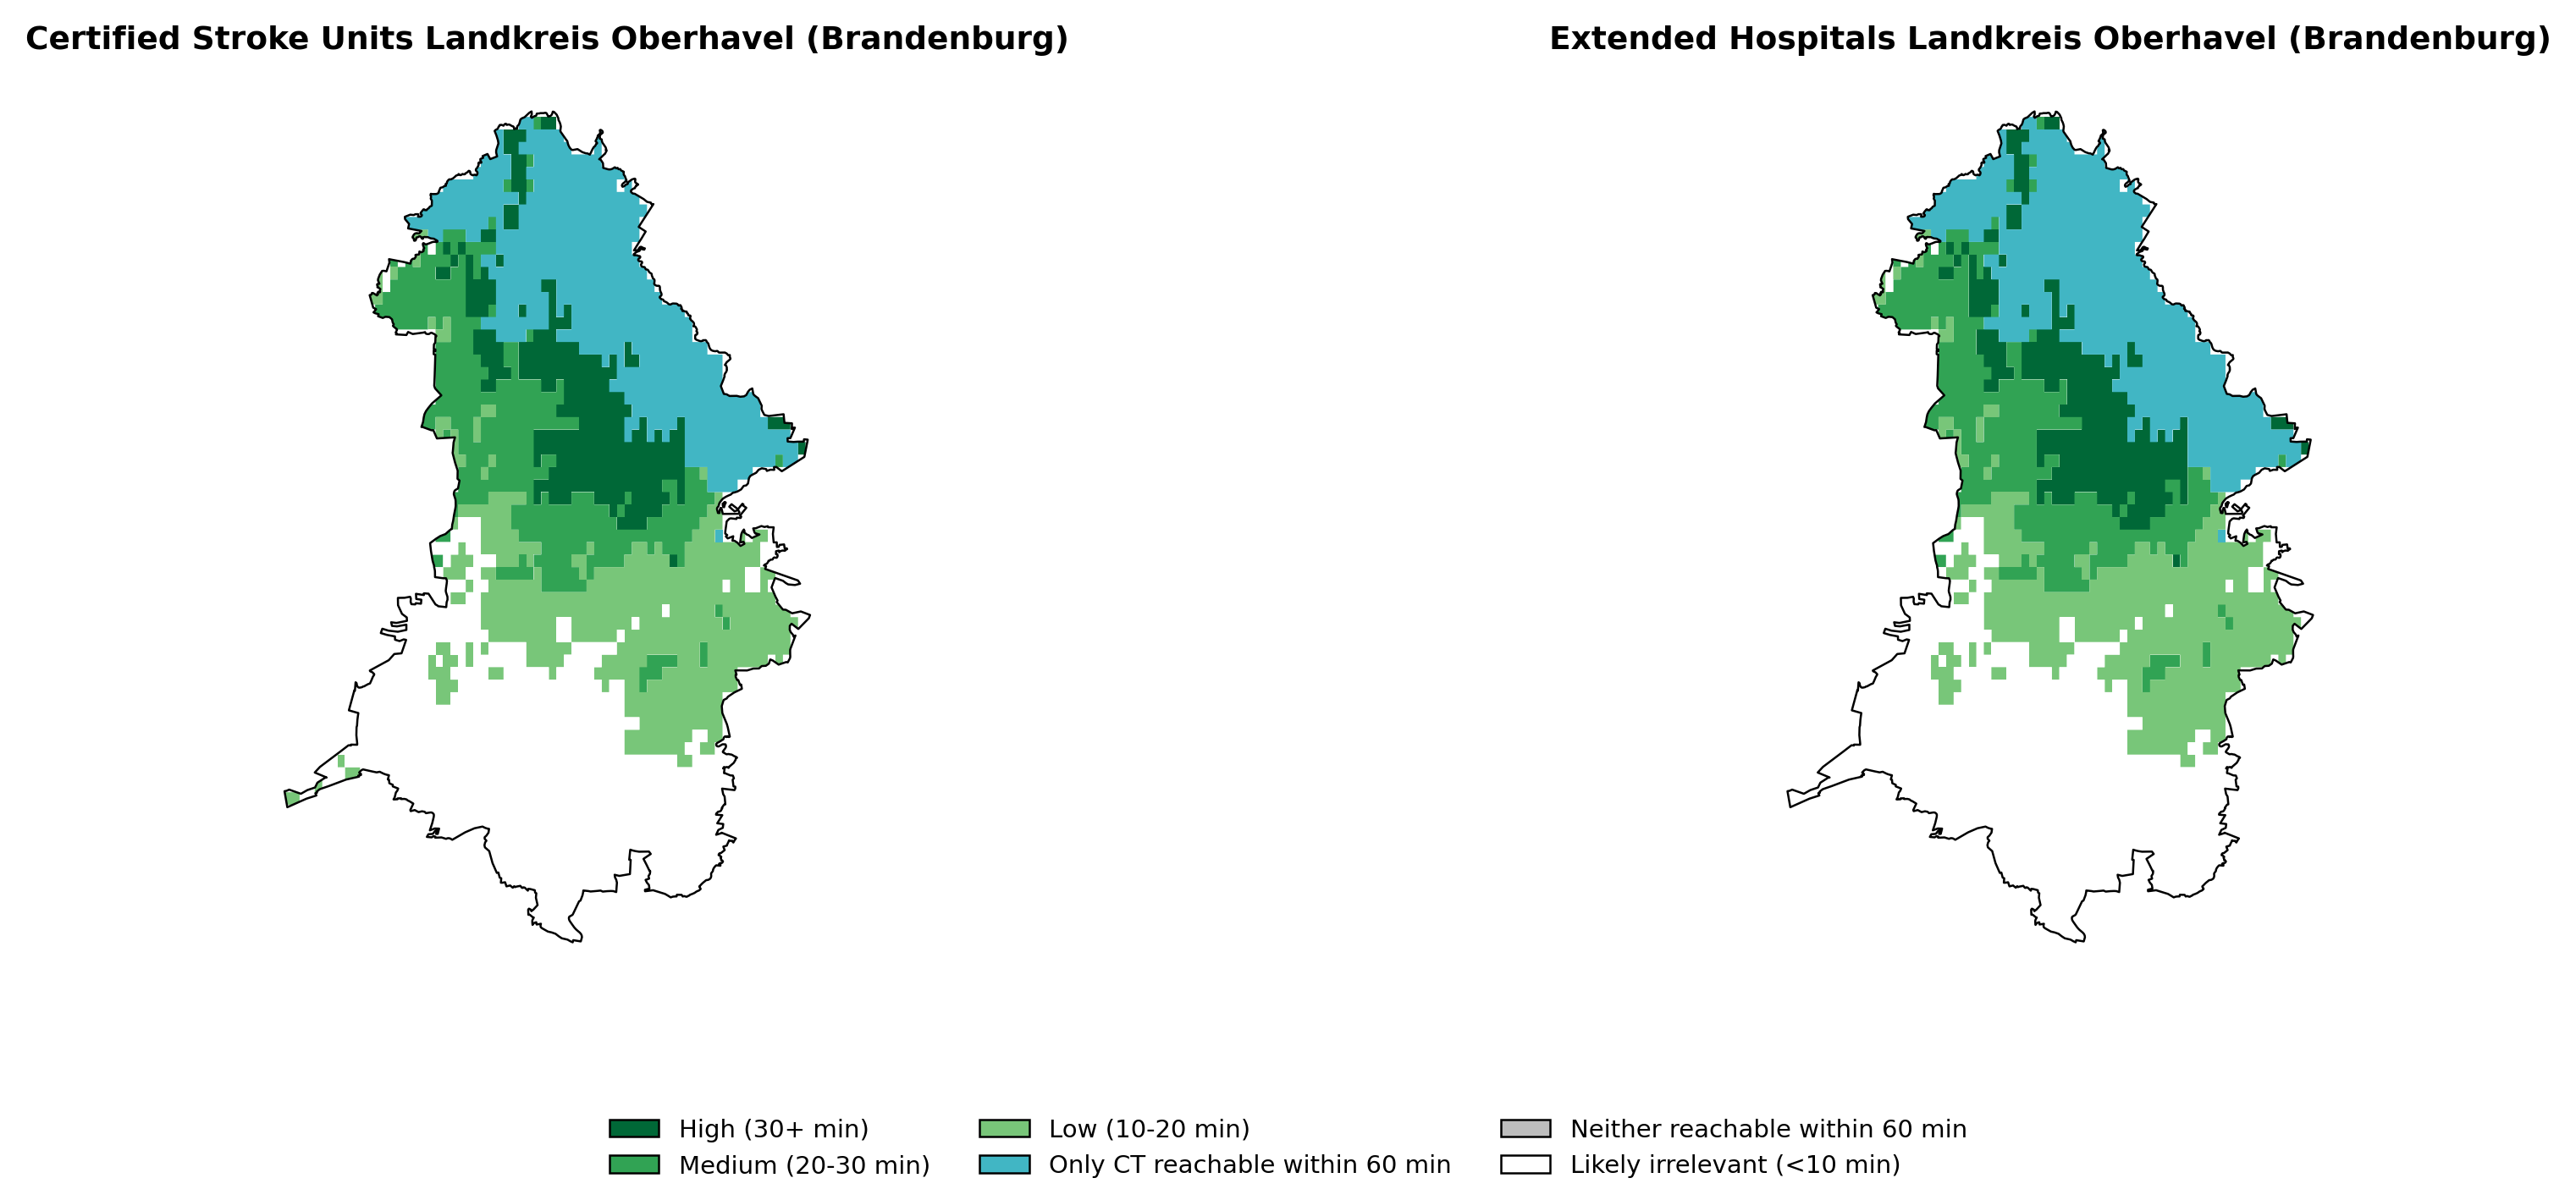 Certified Stroke Units Landkreis Oberhavel (Brandenburg)
Extended Hospitals Landkreis Oberhavel (Brandenburg)
High (30+ min)
Medium (20-30 min)
Low (10-20 min)
Only CT reachable within 60 min
Neither reachable within 60 min
Likely irrelevant (<10 min)